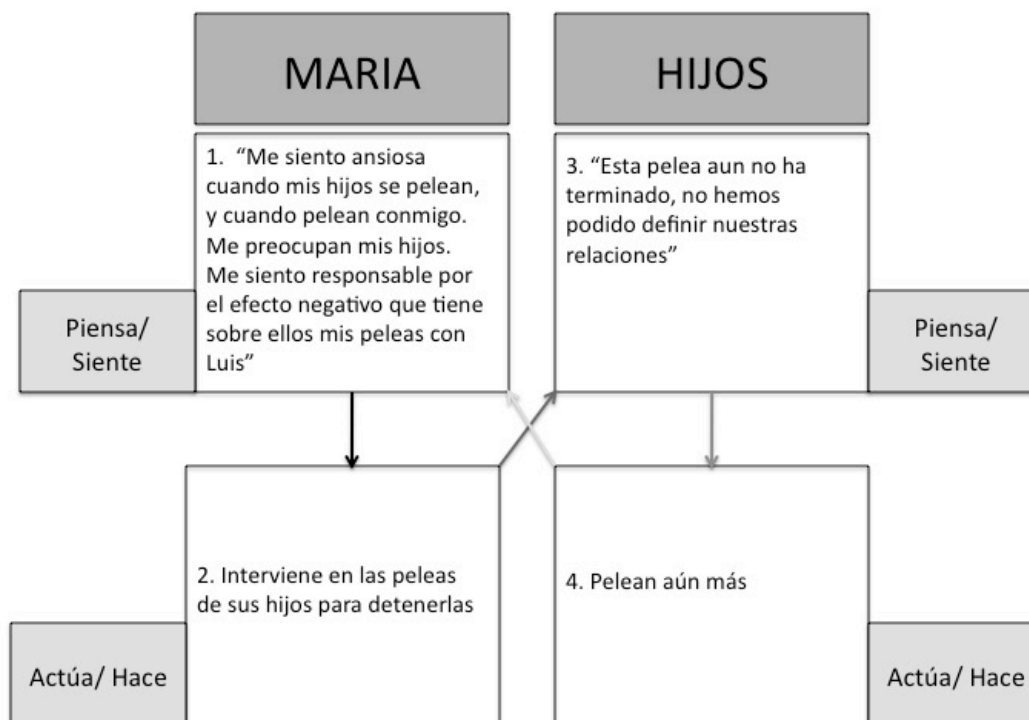 MARIA
HIJOS
1. “Me siento ansiosa
cuando mis hijos se pelean,
y cuando pelean conmigo.
Me preocupan mis hijos.
Me siento responsable por
el efecto negativo que tiene
sobre ellos mis peleas con
Luis”
3. “Esta pelea aun no ha
terminado, no hemos
podido definir nuestras
relaciones”
Piensa/
Siente
Piensa/
Siente
2. Interviene en las peleas
de sus hijos para detenerlas
4. Pelean aún más
Actúa/ Hace
Actúa/ Hace